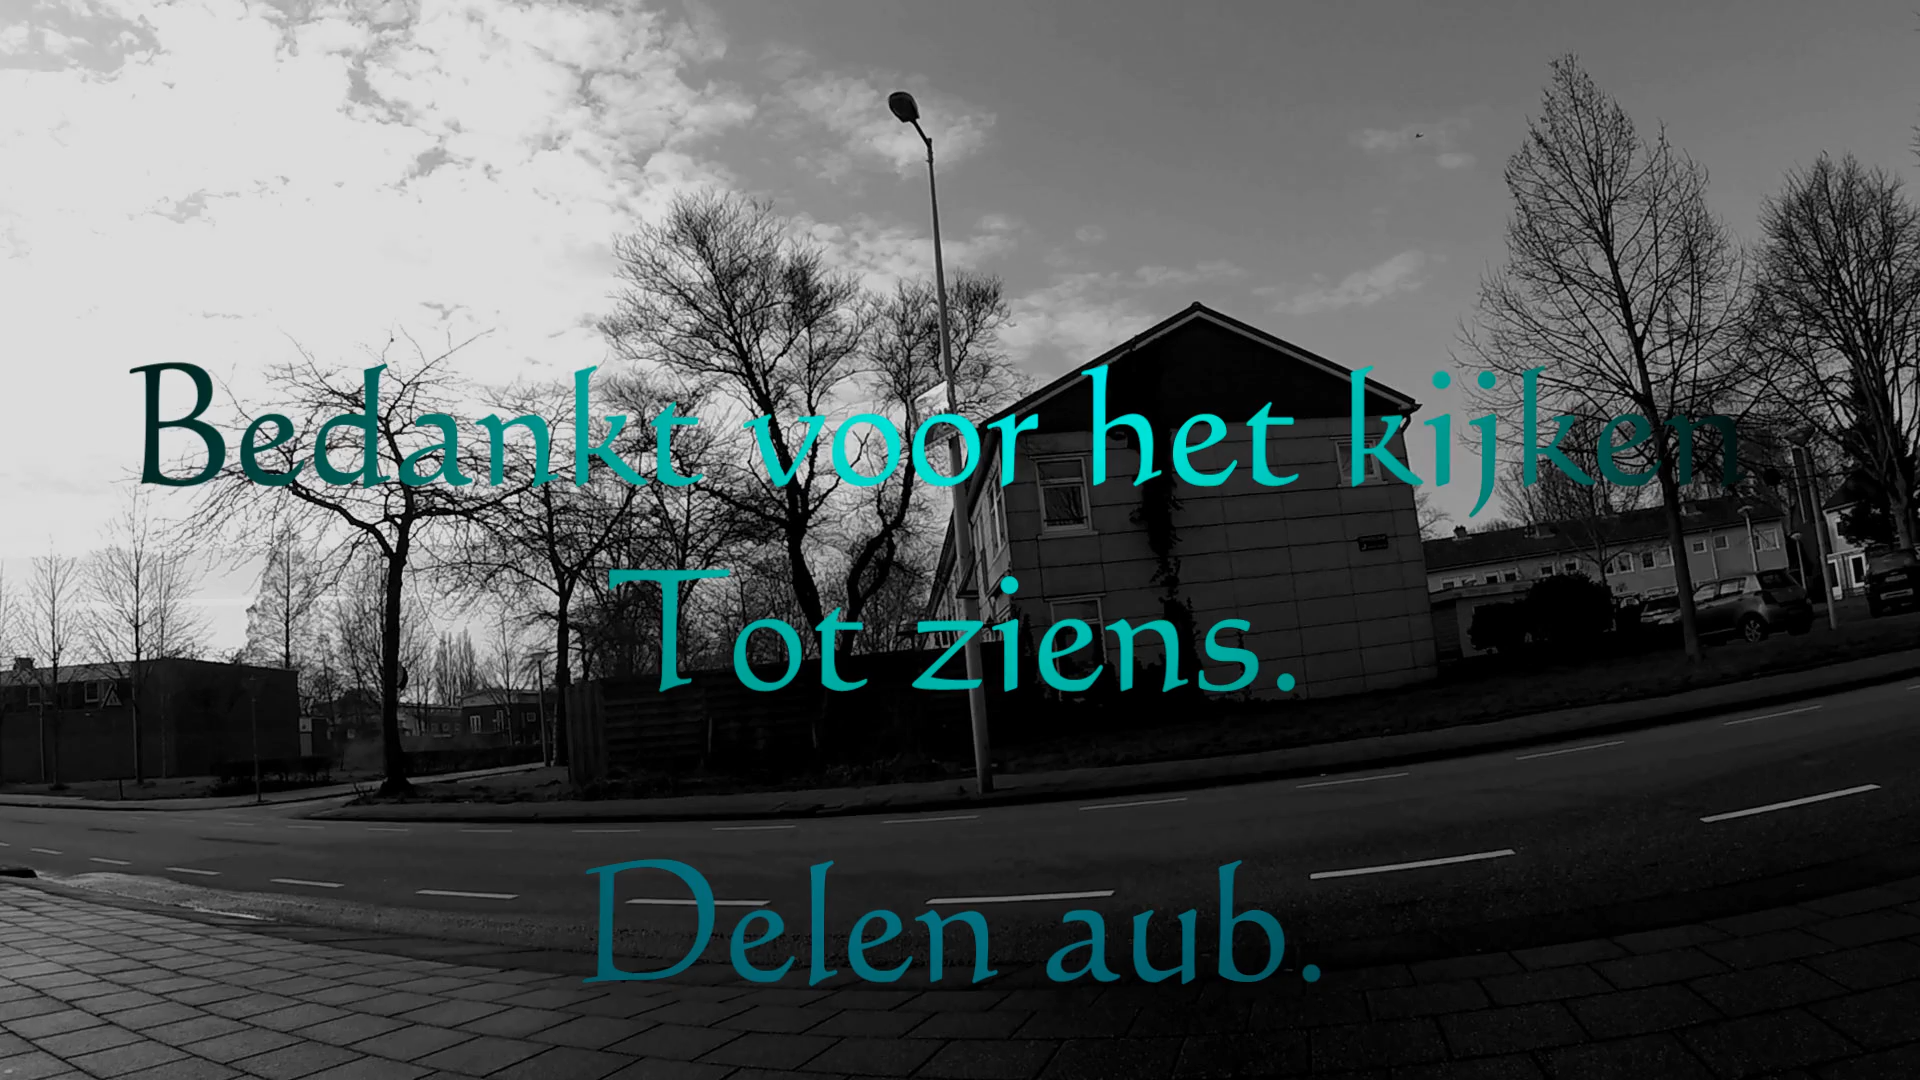 Bedankt voor het kijken
Tot ziens.
Delen aub.